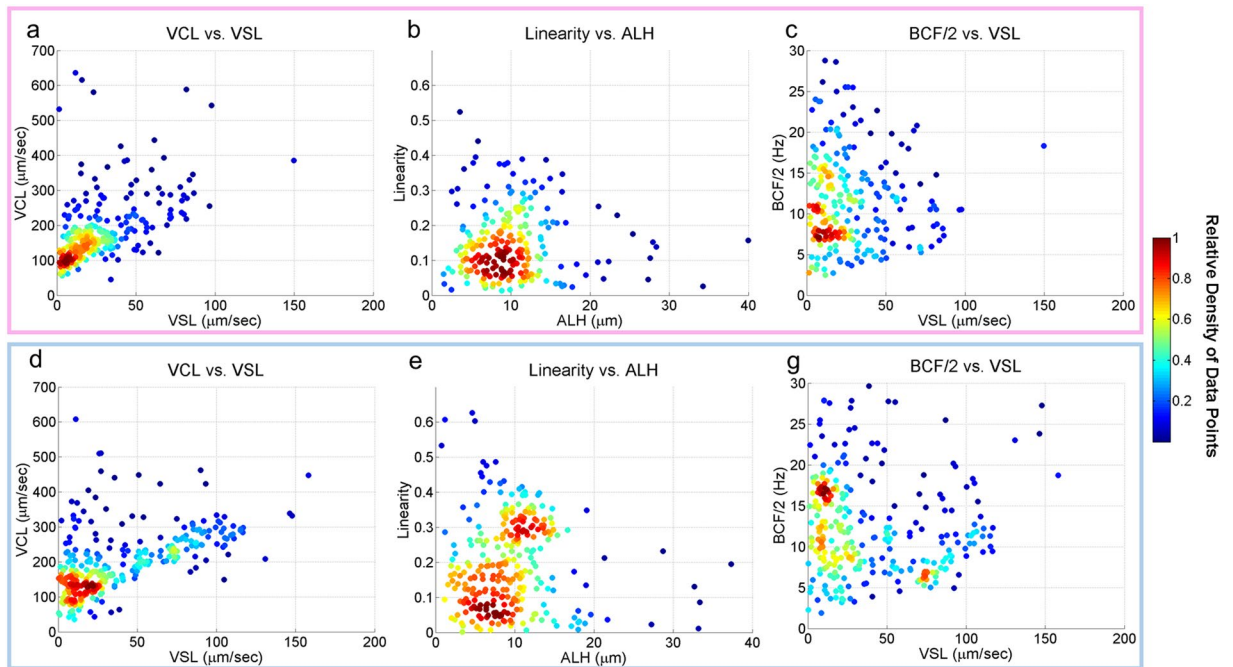 a
VCL vs. VSL
700
600
500
400
300
200
100
0
VCL (μm/sec)
0 50 100 150 200
VSL (μm/sec)
b
Linearity vs. ALH
0.6
0.5
0.4
0.3
0.2
0.1
0
Linearity
0 10 20 30 40
ALH (μm)
c
BCF/2 vs. VSL
30
25
20
15
10
5
0
BCF/2 (Hz)
0 50 100 150 200
VSL (μm/sec)
d
VCL vs. VSL
700
600
500
400
300
200
100
0
VCL (μm/sec)
0 50 100 150 200
VSL (μm/sec)
e
Linearity vs. ALH
0.7
0.6
0.5
0.4
0.3
0.2
0.1
0
Linearity
0 10 20 30 40
ALH (μm)
g
BCF/2 vs. VSL
30
25
20
15
10
5
0
BCF/2 (Hz)
0 50 100 150 200
VSL (μm/sec)
1
0.8
0.6
0.4
0.2
Relative Density of Data Points